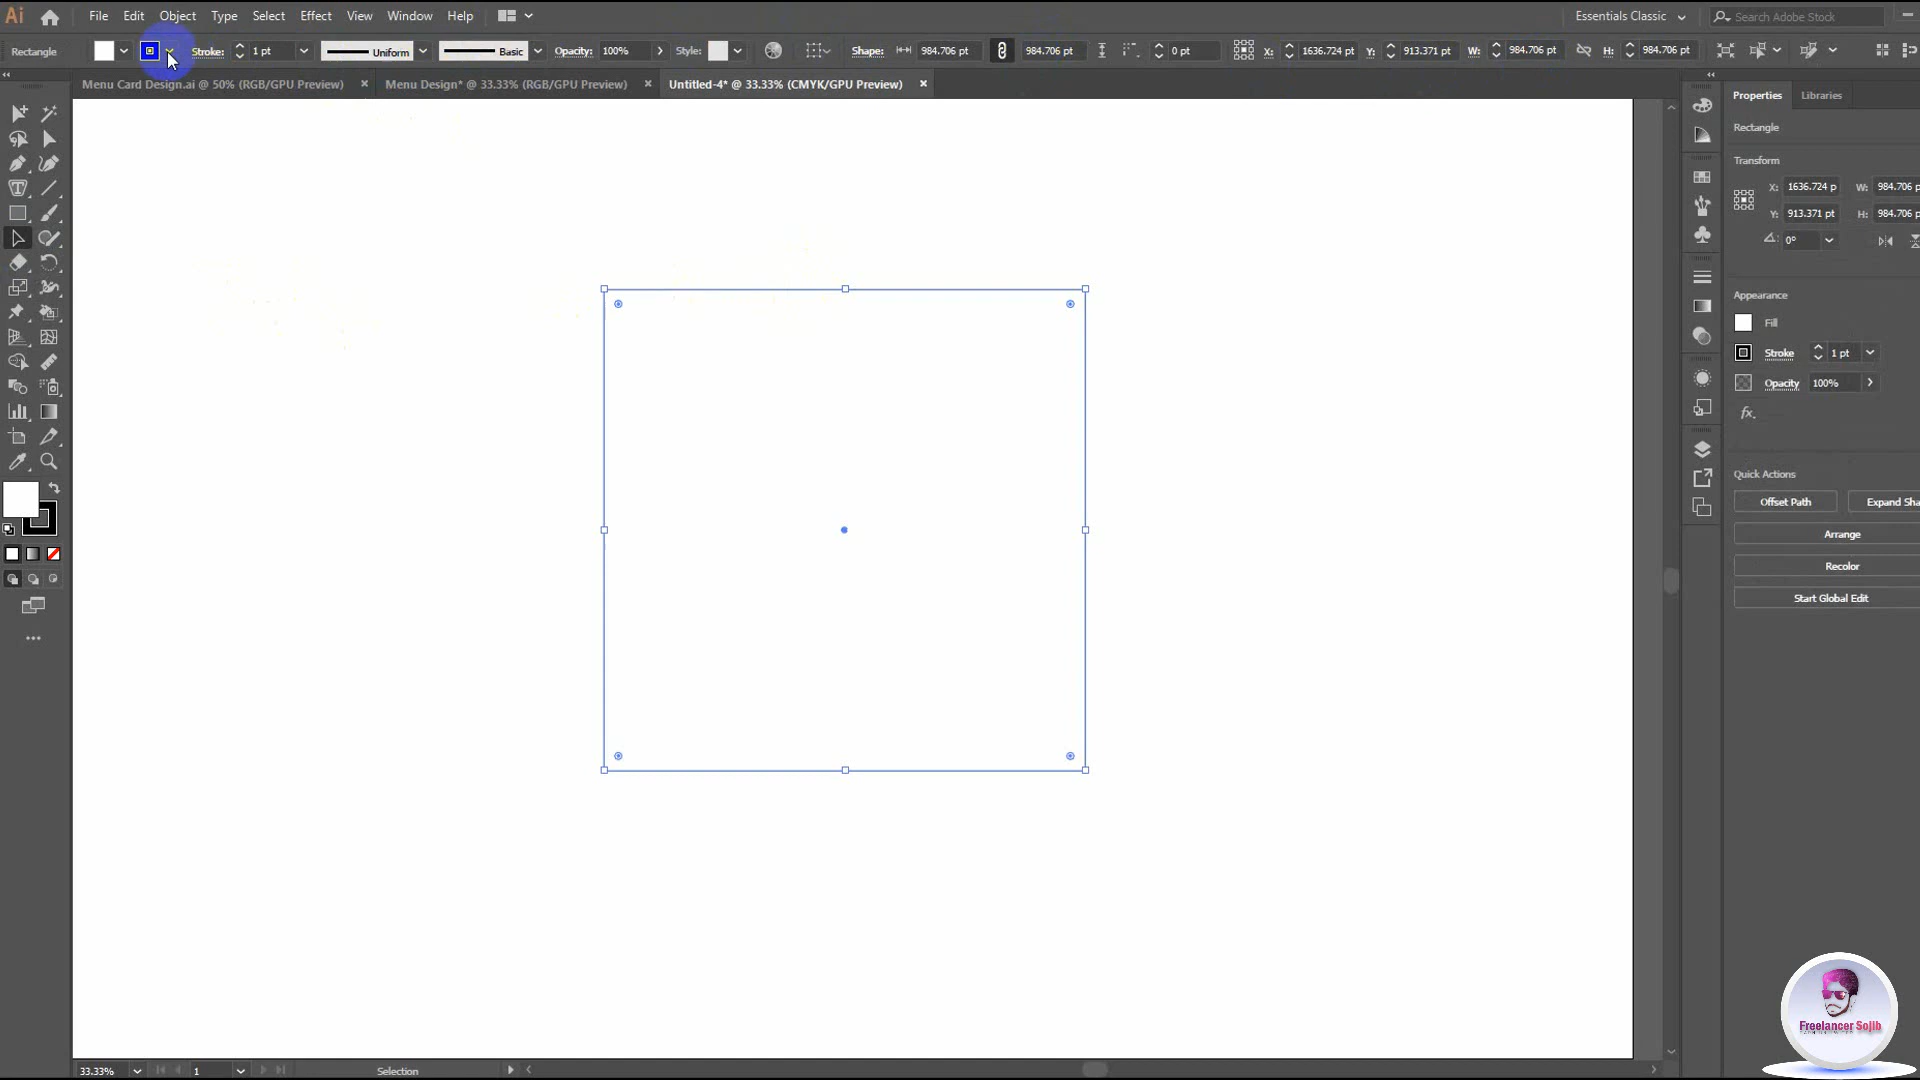 Ai File Edit Object Type Select Effect View Window Help Essentials Classic Search Adobe Stock
Rectangle Stroke: 1 pt Uniform Basic Opacity: 100% Style: Shape: 984.706 pt 984.706 pt 0 pt X: 1636.724 pt Y: 913.371 pt W: 984.706 pt H: 984.706 pt
Menu Card Design.ai @ 50% (RGB/GPU Preview) × Menu Design* @ 33.33% (RGB/GPU Preview) × Untitled-4* @ 33.33% (CMYK/GPU Preview) ×
Properties Libraries
Rectangle
Transform
X: 1636.724 p W: 984.706 p
Y: 913.371 pt H: 984.706 p
0°
Appearance
Fill
Stroke 1 pt
Opacity 100%
fx.
Quick Actions
Offset Path Expand Sha
Arrange
Recolor
Start Global Edit
Freelancer Sojib
33.33% 1 Selection